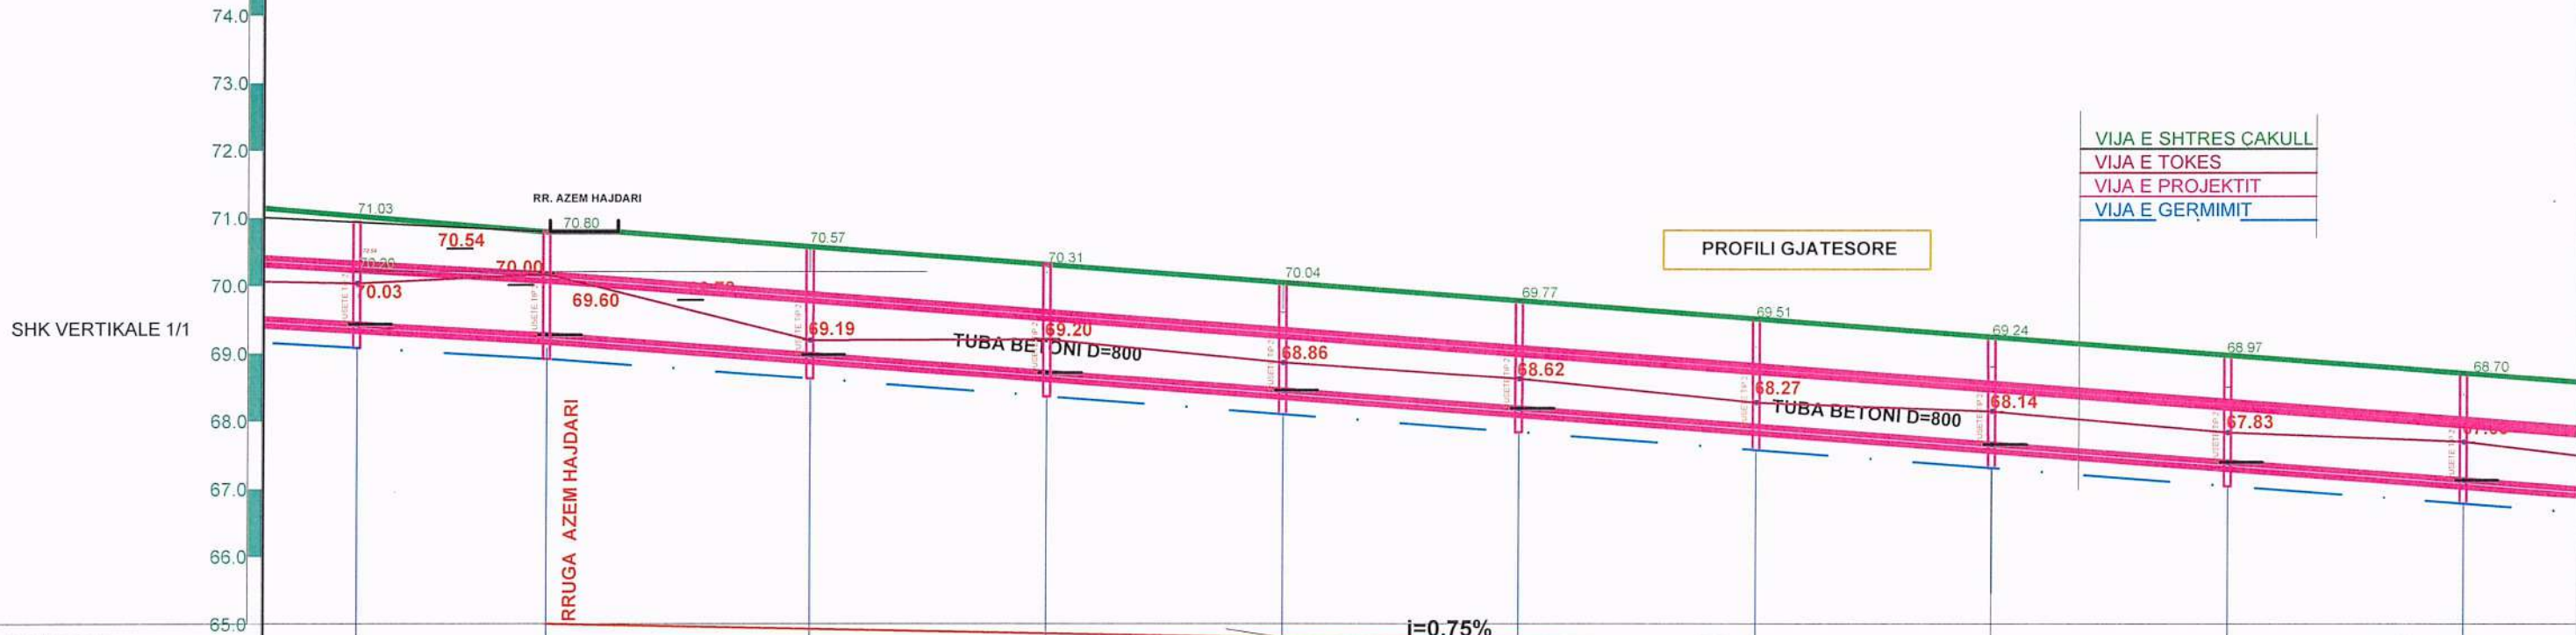 74.0
73.0
72.0
71.0
70.0
69.0
68.0
67.0
66.0
65.0
SHK VERTIKALE 1/1
VIJA E SHTRES ÇAKULL
VIJA E TOKES
VIJA E PROJEKTIT
VIJA E GERMIMIT
PROFILI GJATESORE
RR. AZEM HAJDARI
71.03
70.80
70.57
70.31
70.04
69.77
69.51
69.24
68.97
68.70
70.54
70.20
70.00
70.03
69.60
69.19
69.20
68.86
68.62
68.27
68.14
67.83
TUBA BETONI D=800
TUBA BETONI D=800
RRUGA AZEM HAJDARI
i=0.75%